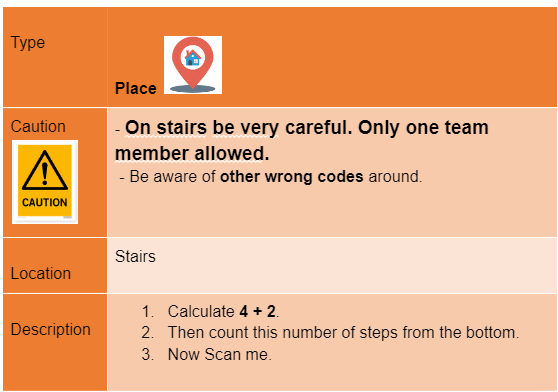 Type
Place
Caution
CAUTION
- On stairs be very careful. Only one team
member allowed.
- Be aware of other wrong codes around.
Location
Stairs
Description
1. Calculate 4 + 2.
2. Then count this number of steps from the bottom.
3. Now Scan me.